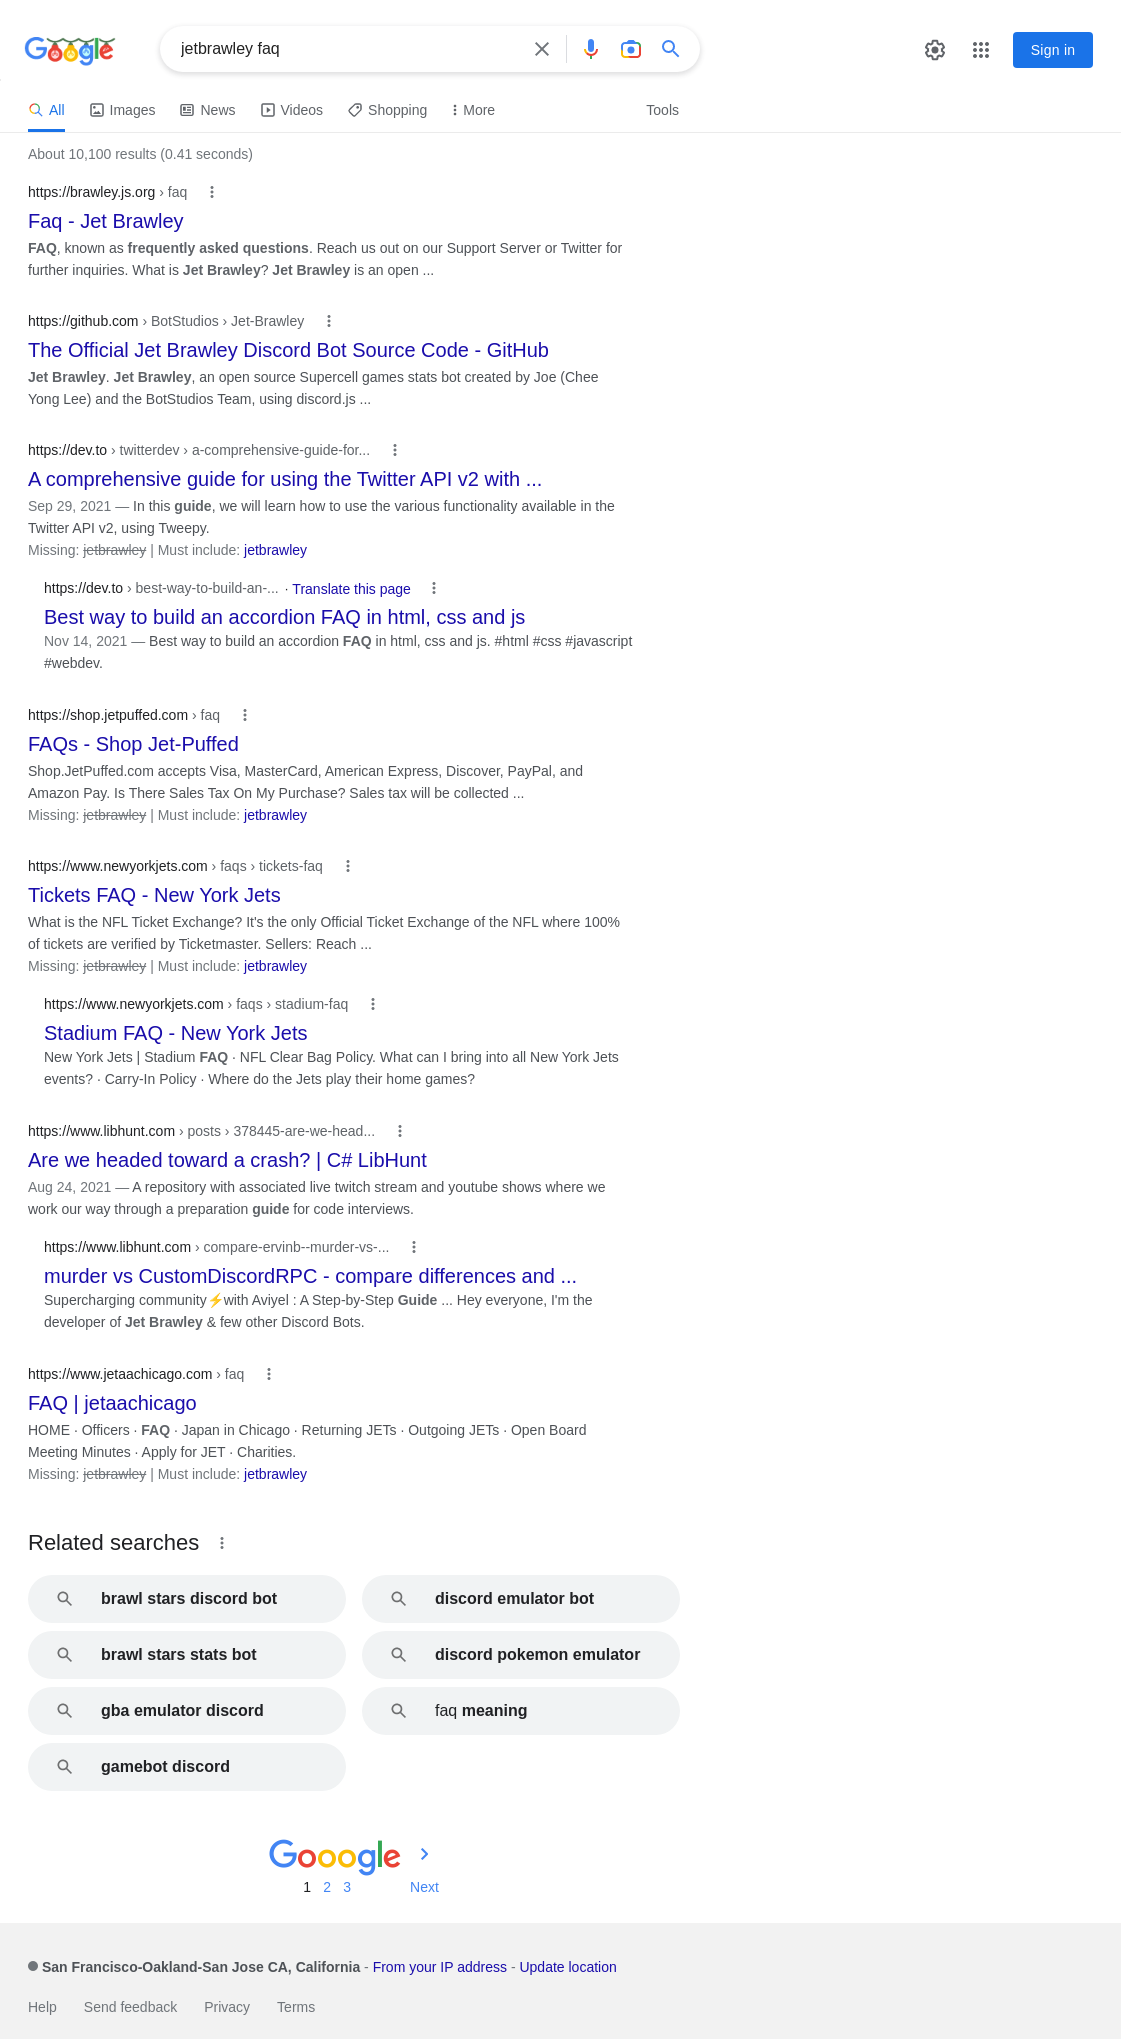 Google
jetbrawley faq
Sign in
All Images News Videos Shopping More Tools
About 10,100 results (0.41 seconds)
https://brawley.js.org › faq
Faq - Jet Brawley
FAQ, known as frequently asked questions. Reach us out on our Support Server or Twitter for
further inquiries. What is Jet Brawley? Jet Brawley is an open ...
https://github.com › BotStudios › Jet-Brawley
The Official Jet Brawley Discord Bot Source Code - GitHub
Jet Brawley. Jet Brawley, an open source Supercell games stats bot created by Joe (Chee
Yong Lee) and the BotStudios Team, using discord.js ...
https://dev.to › twitterdev › a-comprehensive-guide-for...
A comprehensive guide for using the Twitter API v2 with ...
Sep 29, 2021 — In this guide, we will learn how to use the various functionality available in the
Twitter API v2, using Tweepy.
Missing: jetbrawley | Must include: jetbrawley
https://dev.to › best-way-to-build-an-... · Translate this page
Best way to build an accordion FAQ in html, css and js
Nov 14, 2021 — Best way to build an accordion FAQ in html, css and js. #html #css #javascript
#webdev.
https://shop.jetpuffed.com › faq
FAQs - Shop Jet-Puffed
Shop.JetPuffed.com accepts Visa, MasterCard, American Express, Discover, PayPal, and
Amazon Pay. Is There Sales Tax On My Purchase? Sales tax will be collected ...
Missing: jetbrawley | Must include: jetbrawley
https://www.newyorkjets.com › faqs › tickets-faq
Tickets FAQ - New York Jets
What is the NFL Ticket Exchange? It's the only Official Ticket Exchange of the NFL where 100%
of tickets are verified by Ticketmaster. Sellers: Reach ...
Missing: jetbrawley | Must include: jetbrawley
https://www.newyorkjets.com › faqs › stadium-faq
Stadium FAQ - New York Jets
New York Jets | Stadium FAQ · NFL Clear Bag Policy. What can I bring into all New York Jets
events? · Carry-In Policy · Where do the Jets play their home games?
https://www.libhunt.com › posts › 378445-are-we-head...
Are we headed toward a crash? | C# LibHunt
Aug 24, 2021 — A repository with associated live twitch stream and youtube shows where we
work our way through a preparation guide for code interviews.
https://www.libhunt.com › compare-ervinb--murder-vs-...
murder vs CustomDiscordRPC - compare differences and ...
Supercharging community⚡with Aviyel : A Step-by-Step Guide ... Hey everyone, I'm the
developer of Jet Brawley & few other Discord Bots.
https://www.jetaachicago.com › faq
FAQ | jetaachicago
HOME · Officers · FAQ · Japan in Chicago · Returning JETs · Outgoing JETs · Open Board
Meeting Minutes · Apply for JET · Charities.
Missing: jetbrawley | Must include: jetbrawley
Related searches
brawl stars discord bot
discord emulator bot
brawl stars stats bot
discord pokemon emulator
gba emulator discord
faq meaning
gamebot discord
Gooogle
1 2 3 Next
San Francisco-Oakland-San Jose CA, California - From your IP address - Update location
Help Send feedback Privacy Terms